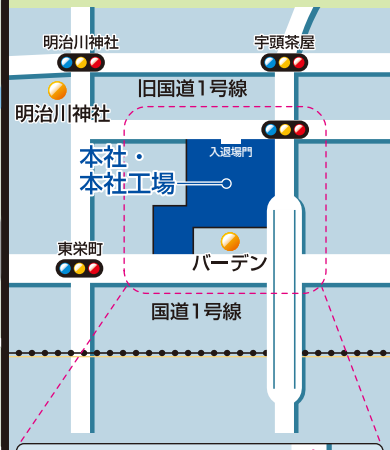 明治川神社
宇頭茶屋
旧国道1号線
明治川神社
本社・
本社工場
入退場門
東栄町
バーデン
国道1号線